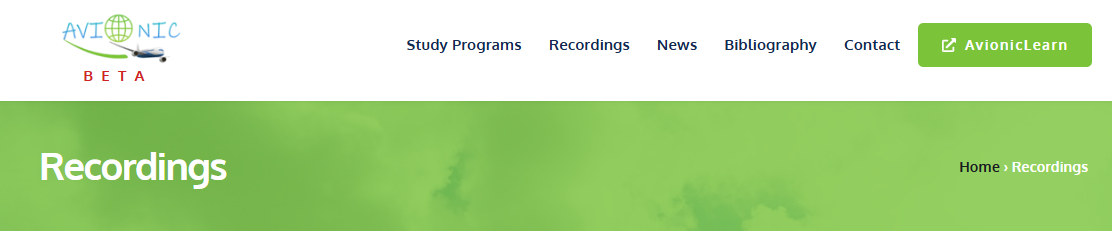 AVIONIC
BETA
Study Programs Recordings News Bibliography Contact AvionicLearn
Recordings
Home › Recordings